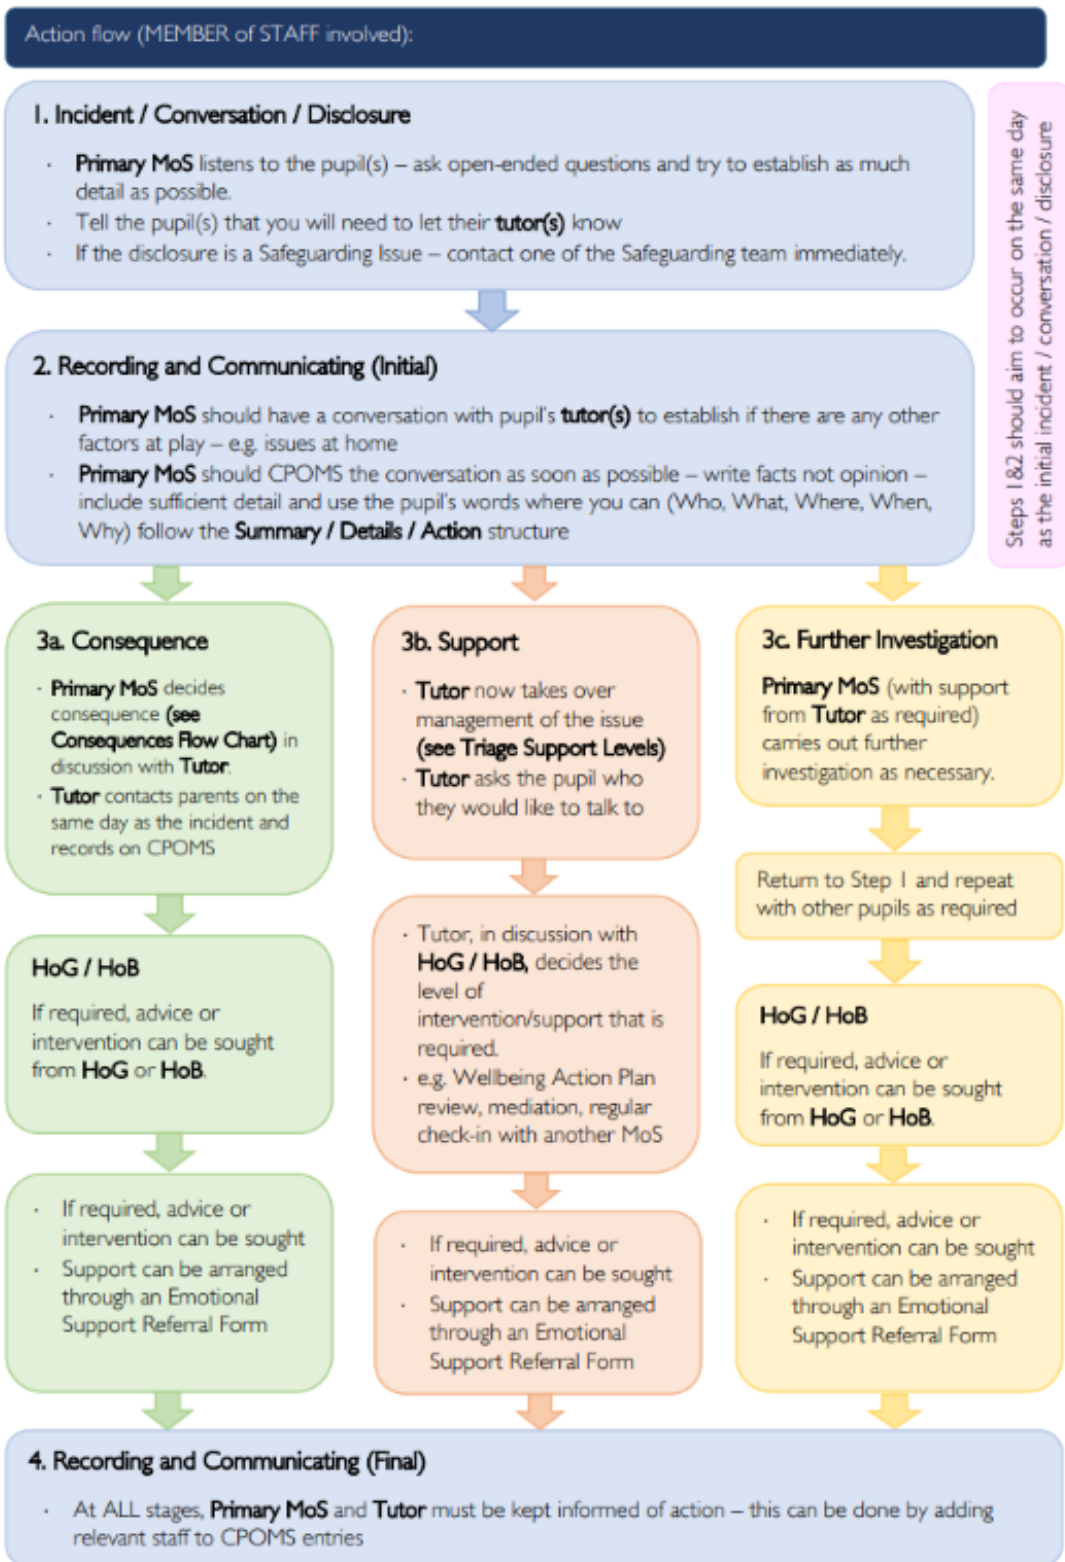 Action flow (MEMBER of STAFF involved):
1. Incident / Conversation / Disclosure
· Primary MoS listens to the pupil(s) – ask open-ended questions and try to establish as much
detail as possible.
· Tell the pupil(s) that you will need to let their tutor(s) know
· If the disclosure is a Safeguarding Issue – contact one of the Safeguarding team immediately.
Steps 1&2 should aim to occur on the same day
as the initial incident / conversation / disclosure
2. Recording and Communicating (Initial)
· Primary MoS should have a conversation with pupil's tutor(s) to establish if there are any other
factors at play – e.g. issues at home
· Primary MoS should CPOMS the conversation as soon as possible – write facts not opinion –
include sufficient detail and use the pupil's words where you can (Who, What, Where, When,
Why) follow the Summary / Details / Action structure
3a. Consequence
· Primary MoS decides
consequence (see
Consequences Flow Chart) in
discussion with Tutor.
· Tutor contacts parents on the
same day as the incident and
records on CPOMS
HoG / HoB
If required, advice or
intervention can be sought
from HoG or HoB.
· If required, advice or
intervention can be sought
· Support can be arranged
through an Emotional
Support Referral Form
3b. Support
· Tutor now takes over
management of the issue
(see Triage Support Levels)
· Tutor asks the pupil who
they would like to talk to
· Tutor, in discussion with
HoG / HoB, decides the
level of
intervention/support that is
required.
· e.g. Wellbeing Action Plan
review, mediation, regular
check-in with another MoS
· If required, advice or
intervention can be sought
· Support can be arranged
through an Emotional
Support Referral Form
3c. Further Investigation
Primary MoS (with support
from Tutor as required)
carries out further
investigation as necessary.
Return to Step 1 and repeat
with other pupils as required
HoG / HoB
If required, advice or
intervention can be sought
from HoG or HoB.
· If required, advice or
intervention can be sought
· Support can be arranged
through an Emotional
Support Referral Form
4. Recording and Communicating (Final)
· At ALL stages, Primary MoS and Tutor must be kept informed of action – this can be done by adding
relevant staff to CPOMS entries